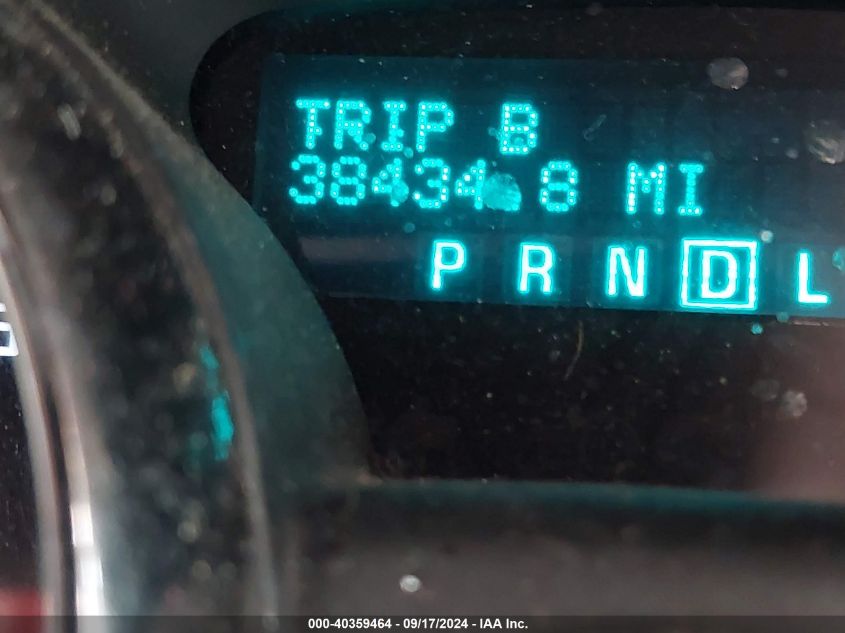 TRIP B
38434.8 MI
P R N D L
000-40359464 - 09/17/2024 - IAA Inc.